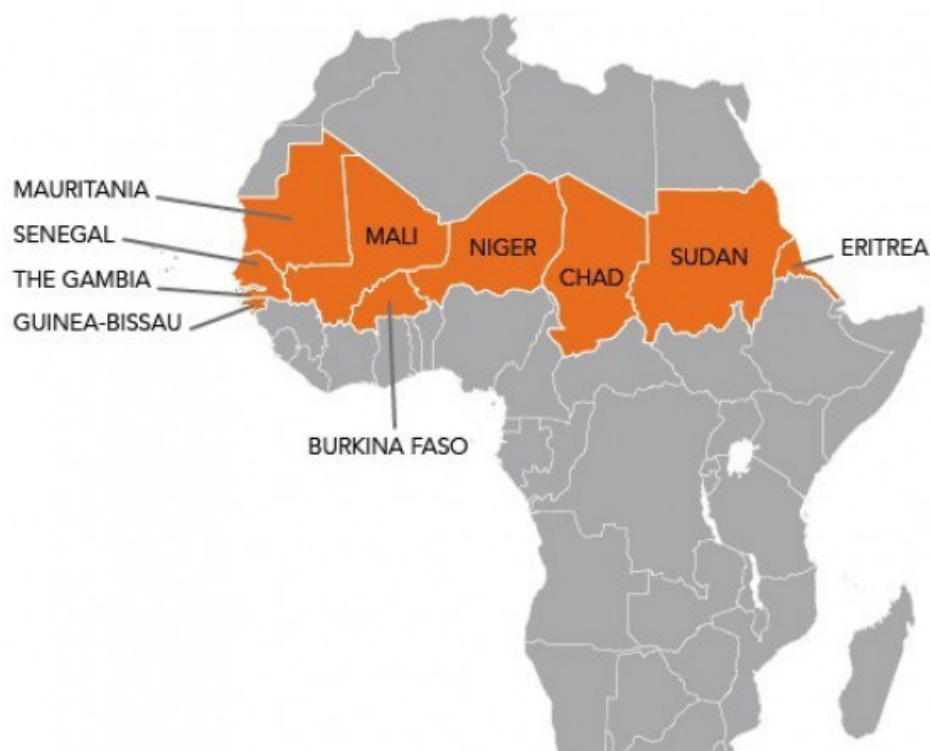 MAURITANIA
SENEGAL
THE GAMBIA
GUINEA-BISSAU
MALI
NIGER
CHAD
SUDAN
ERITREA
BURKINA FASO